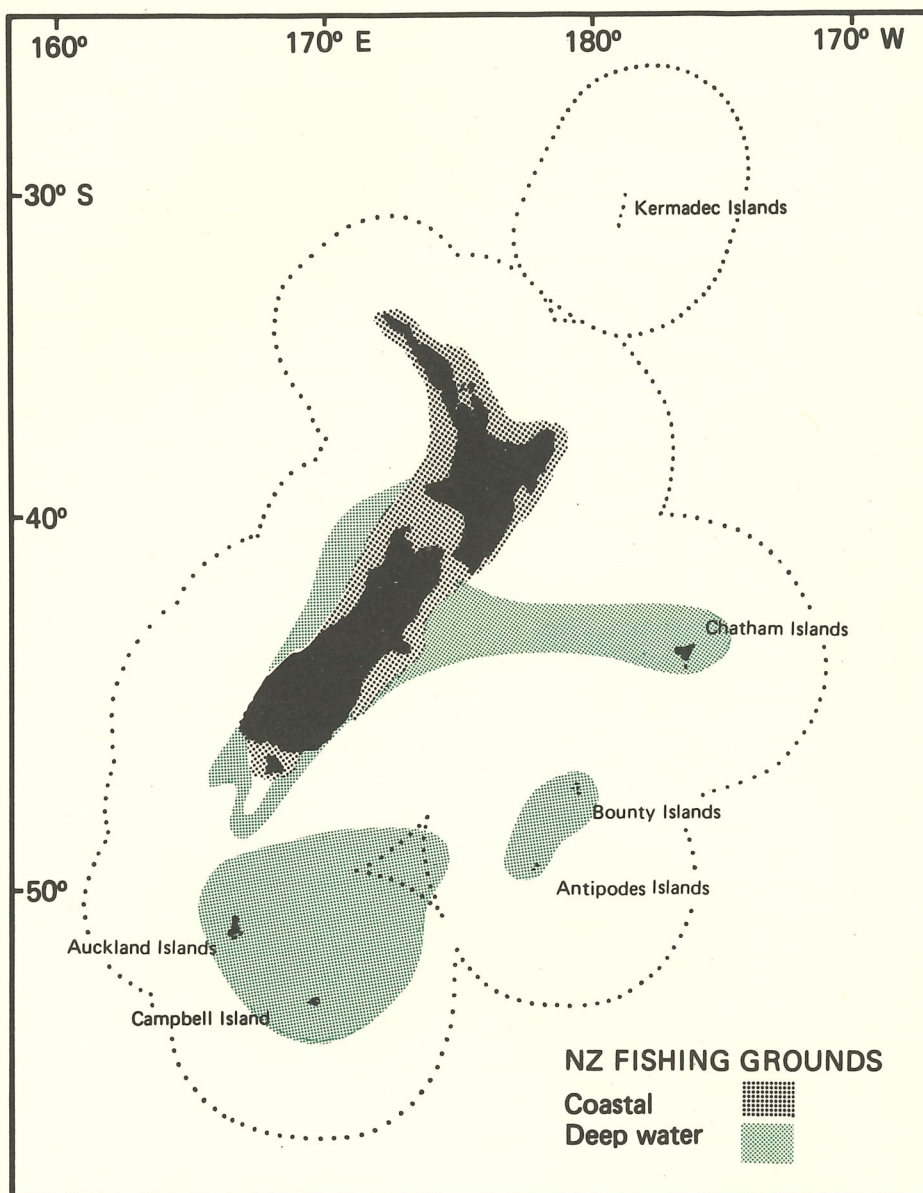 160° 170° E 180° 170° W
30° S
Kermadec Islands
40°
Chatham Islands
Bounty Islands
50°
Antipodes Islands
Auckland Islands
Campbell Island
NZ FISHING GROUNDS
Coastal
Deep water